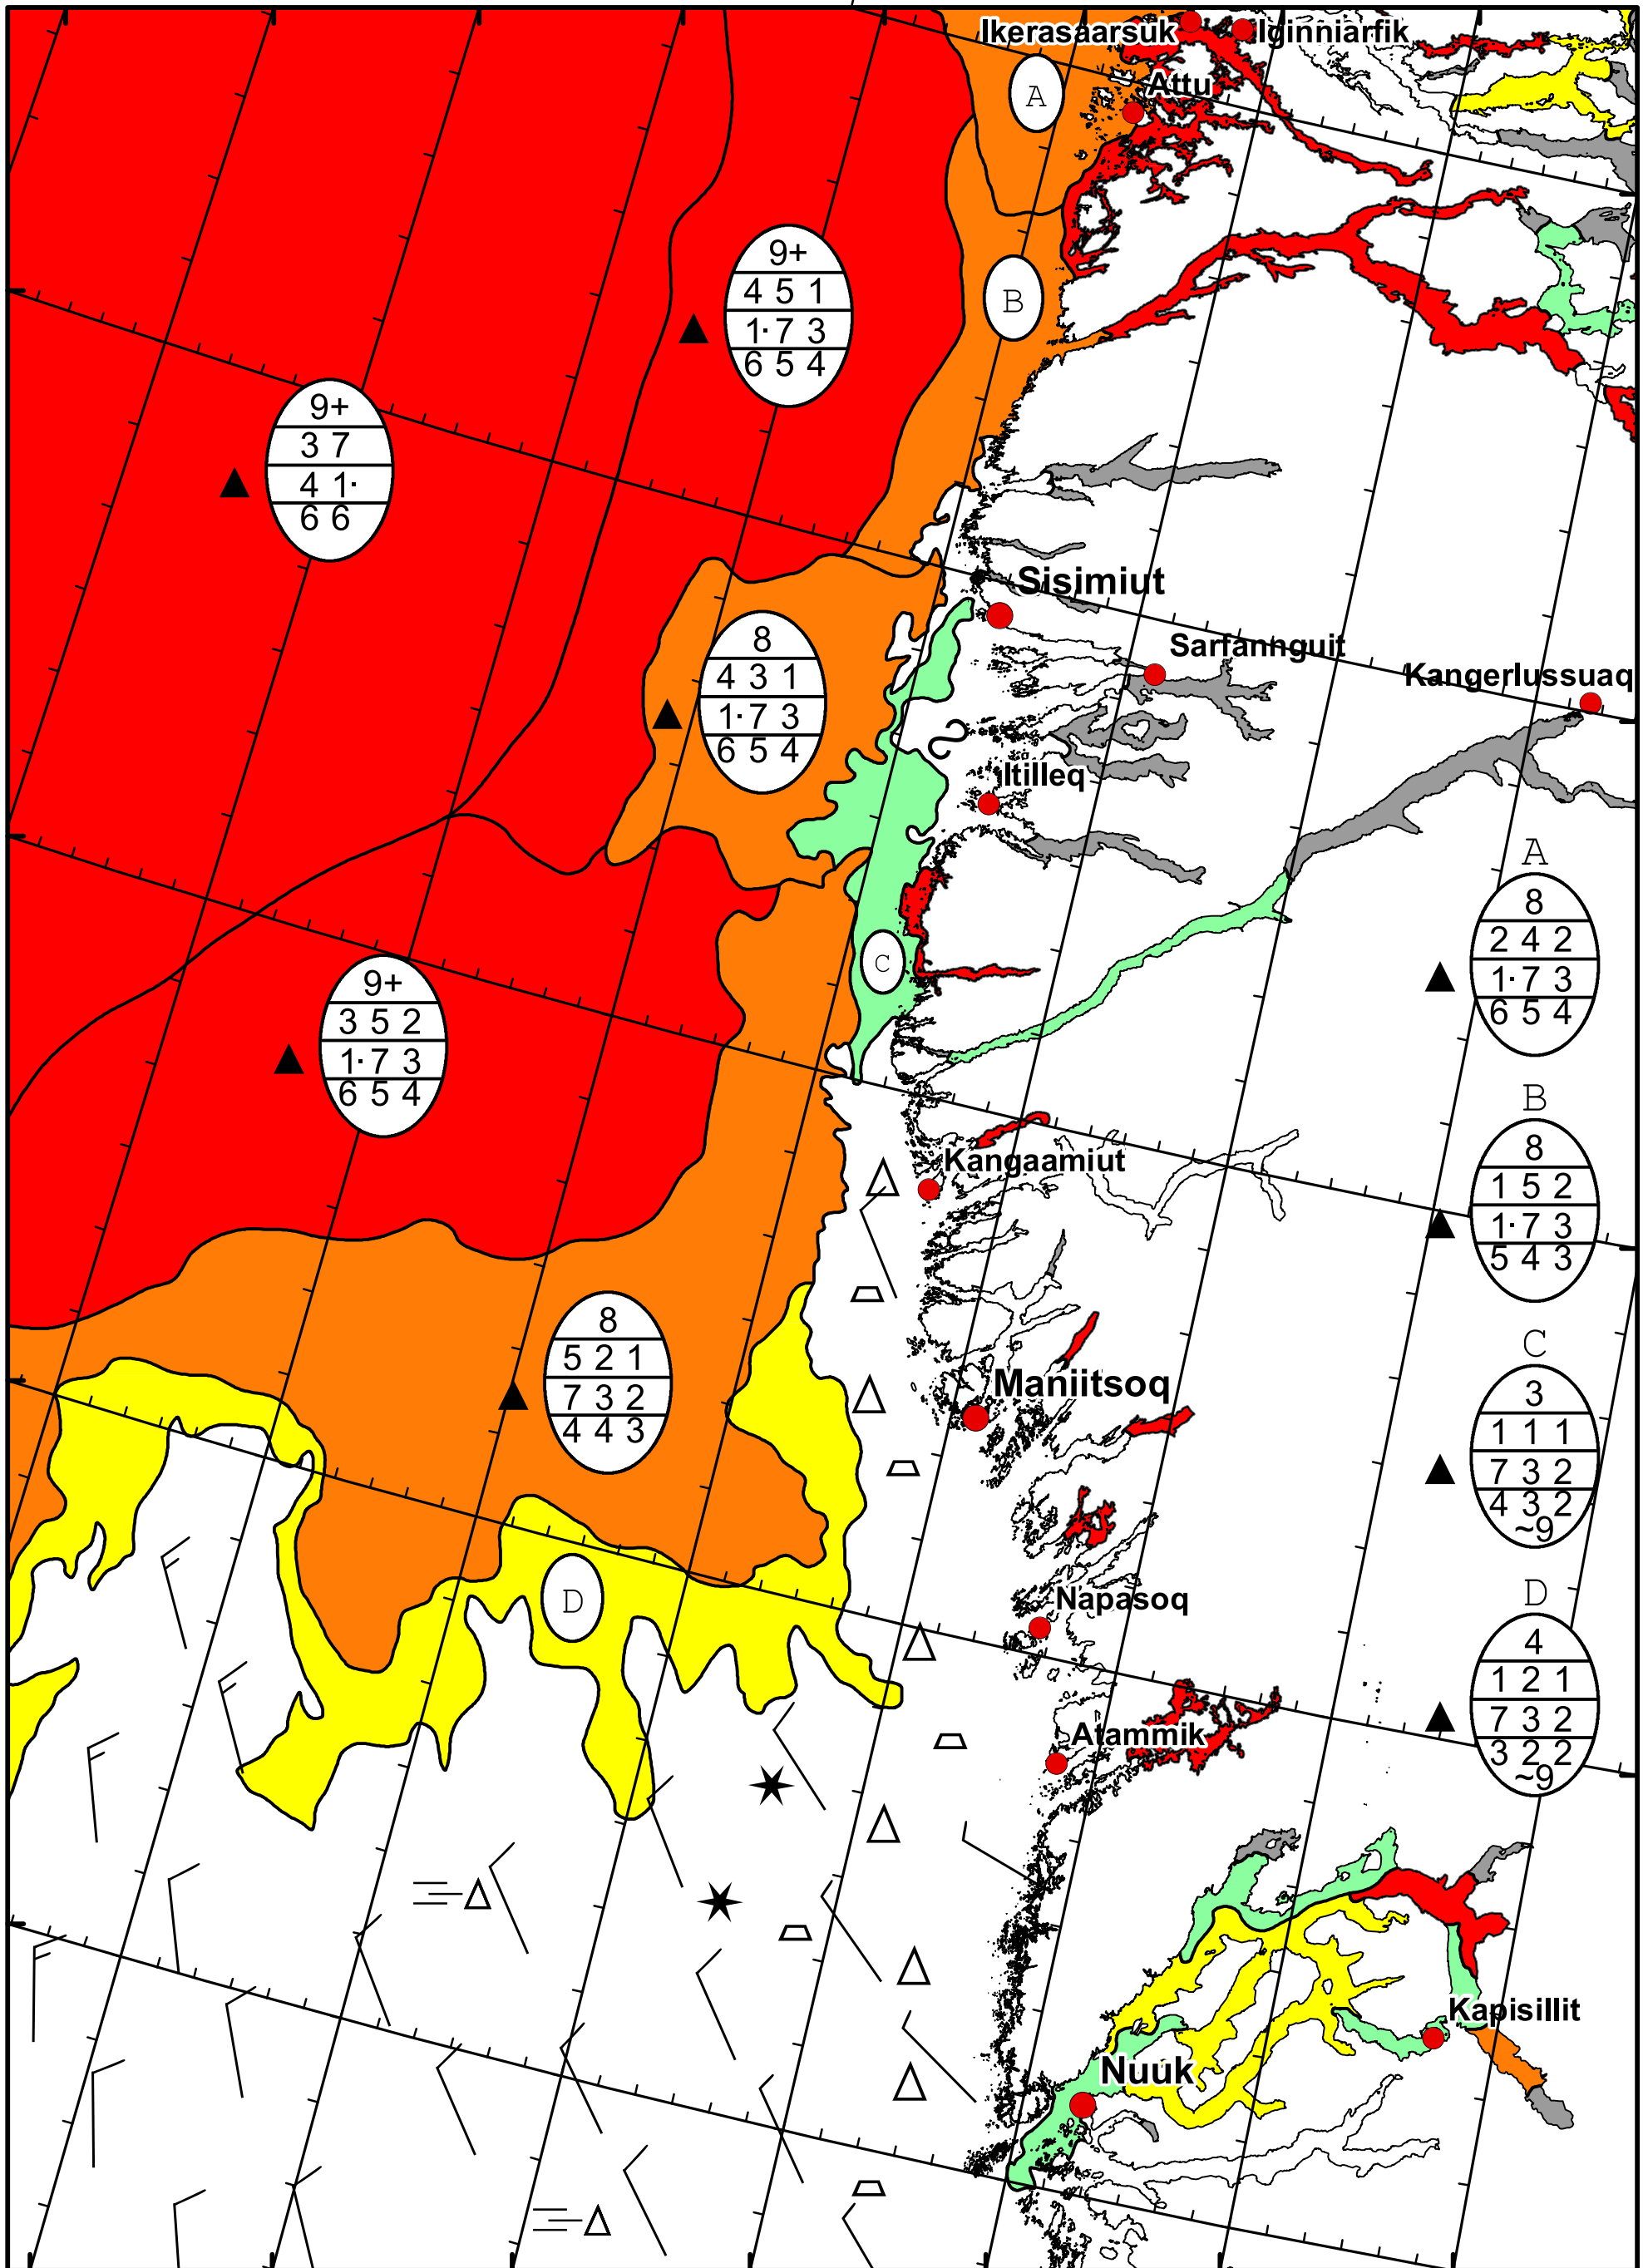 Ikerasaarsuk
Iginniarfik
Attu
A
9+
4 5 1
1· 7 3
6 5 4
B
9+
3 7
4 1·
6 6
Sisimiut
8
4 3 1
1· 7 3
6 5 4
Sarfannguit
Kangerlussuaq
Itilleq
A
8
2 4 2
1· 7 3
6 5 4
C
9+
3 5 2
1· 7 3
6 5 4
B
8
1 5 2
1· 7 3
5 4 3
Kangaamiut
8
5 2 1
7 3 2
4 4 3
Maniitsoq
C
3
1 1 1
7 3 2
4 3 2
~9
D
Napasoq
D
4
1 2 1
7 3 2
3 2 2
~9
Atammik
Kapisillit
Nuuk